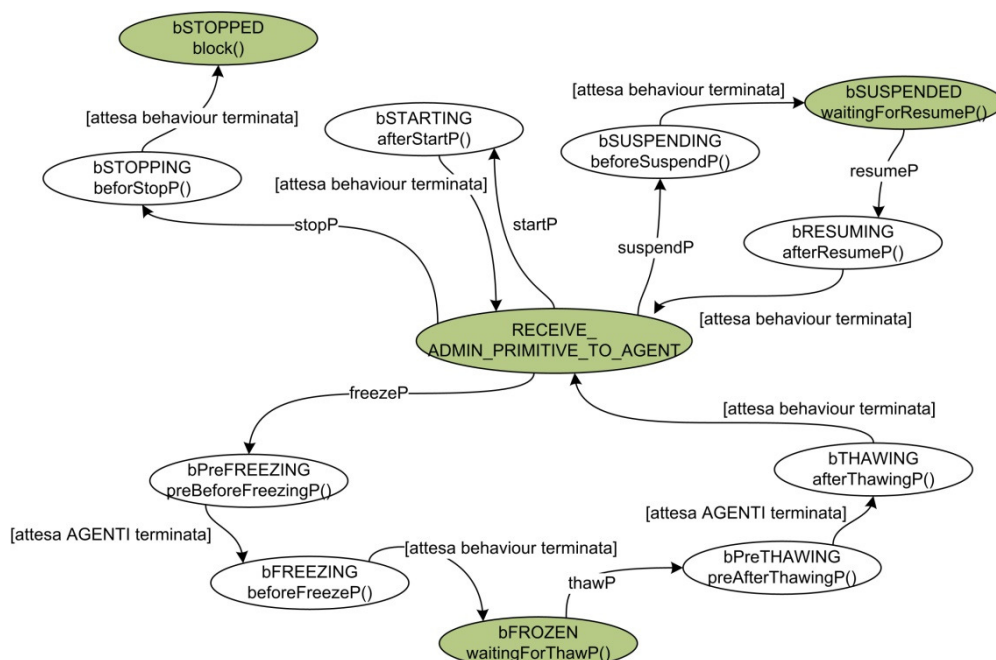 bSTOPPED
block()
[attesa behaviour terminata]
bSTOPPING
beforStopP()
stopP
bSTARTING
afterStartP()
[attesa behaviour terminata]
startP
[attesa behaviour terminata]
bSUSPENDING
beforeSuspendP()
suspendP
bSUSPENDED
waitingForResumeP()
resumeP
bRESUMING
afterResumeP()
[attesa behaviour terminata]
RECEIVE_
ADMIN_PRIMITIVE_TO_AGENT
freezeP
bPreFREEZING
preBeforeFreezingP()
[attesa AGENTI terminata]
bFREEZING
beforeFreezeP()
[attesa behaviour terminata]
bFROZEN
waitingForThawP()
thawP
bPreTHAWING
preAfterThawingP()
[attesa AGENTI terminata]
bTHAWING
afterThawingP()
[attesa behaviour terminata]